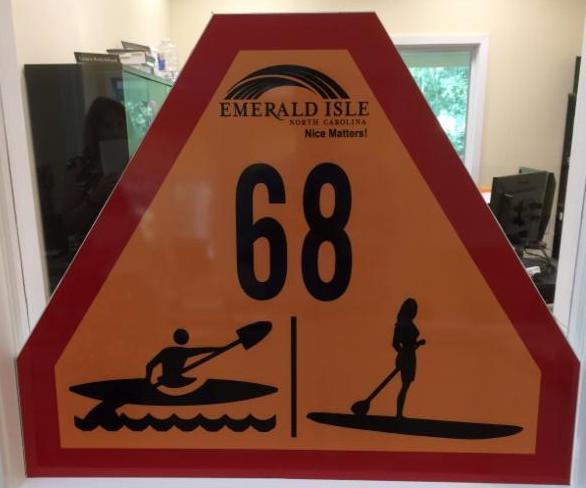 EMERALD ISLE
NORTH CAROLINA
Nice Matters!
68